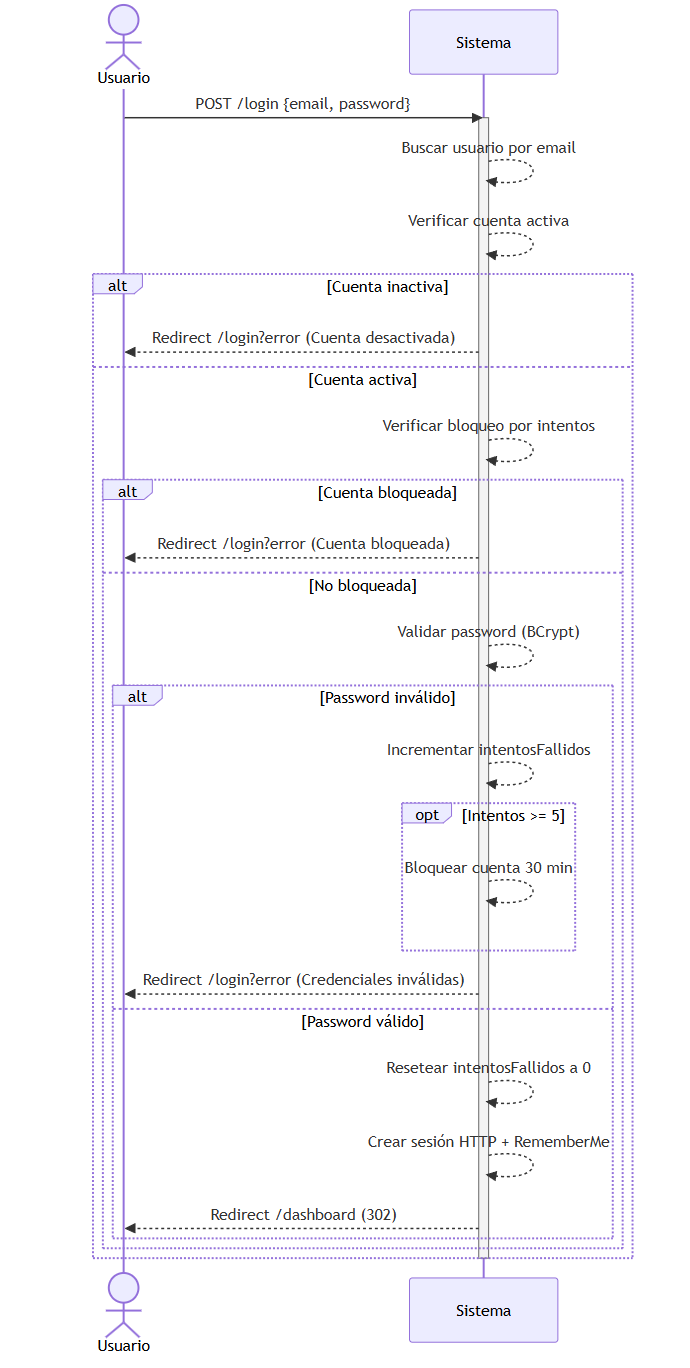 Usuario
Sistema
POST /login {email, password}
Buscar usuario por email
Verificar cuenta activa
alt
[Cuenta inactiva]
Redirect /login?error (Cuenta desactivada)
[Cuenta activa]
Verificar bloqueo por intentos
alt
[Cuenta bloqueada]
Redirect /login?error (Cuenta bloqueada)
[No bloqueada]
Validar password (BCrypt)
alt
[Password inválido]
Incrementar intentosFallidos
opt
[Intentos >= 5]
Bloquear cuenta 30 min
Redirect /login?error (Credenciales inválidas)
[Password válido]
Resetear intentosFallidos a 0
Crear sesión HTTP + RememberMe
Redirect /dashboard (302)
Usuario
Sistema